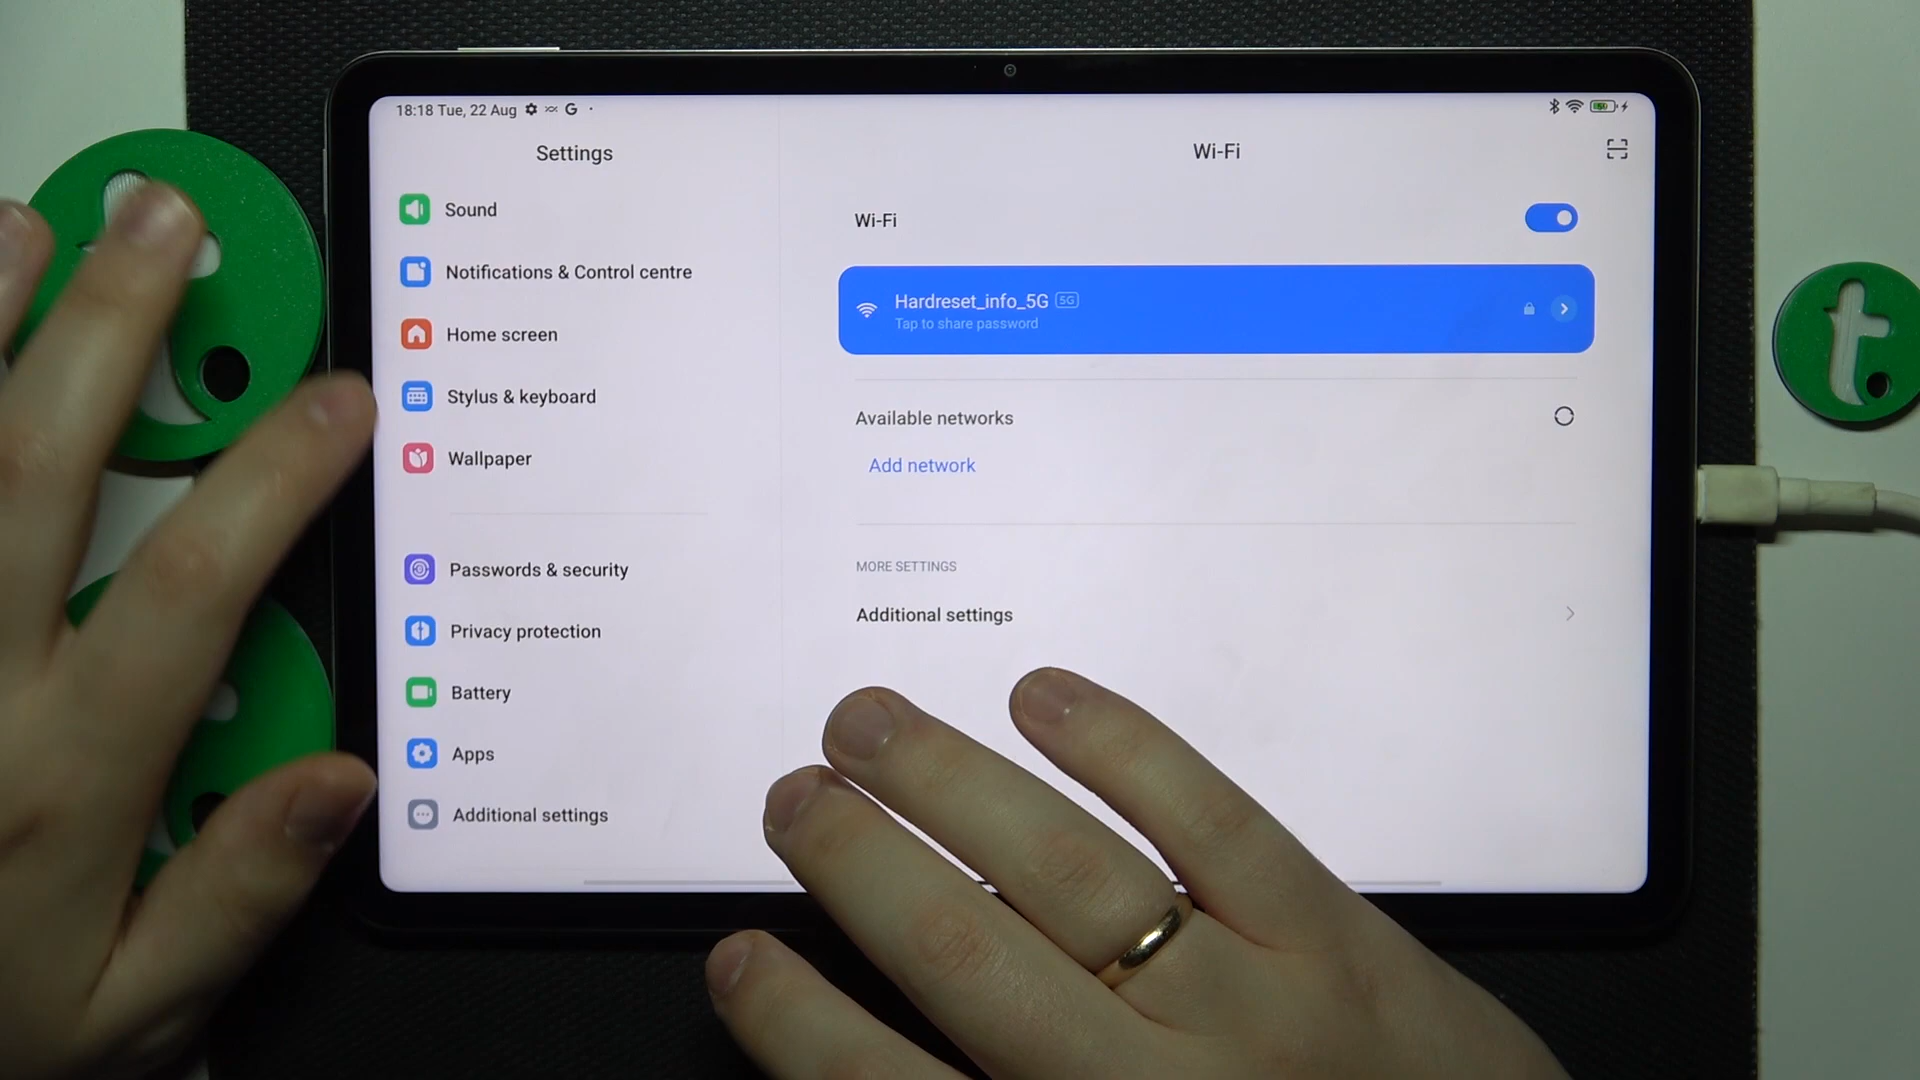 18:18 Tue, 22 Aug
Settings
Sound
Notifications & Control centre
Home screen
Stylus & keyboard
Wallpaper
Passwords & security
Privacy protection
Battery
Apps
Additional settings
Wi-Fi
Wi-Fi
Hardreset_info_5G 5G
Tap to share password
Available networks
Add network
MORE SETTINGS
Additional settings
t